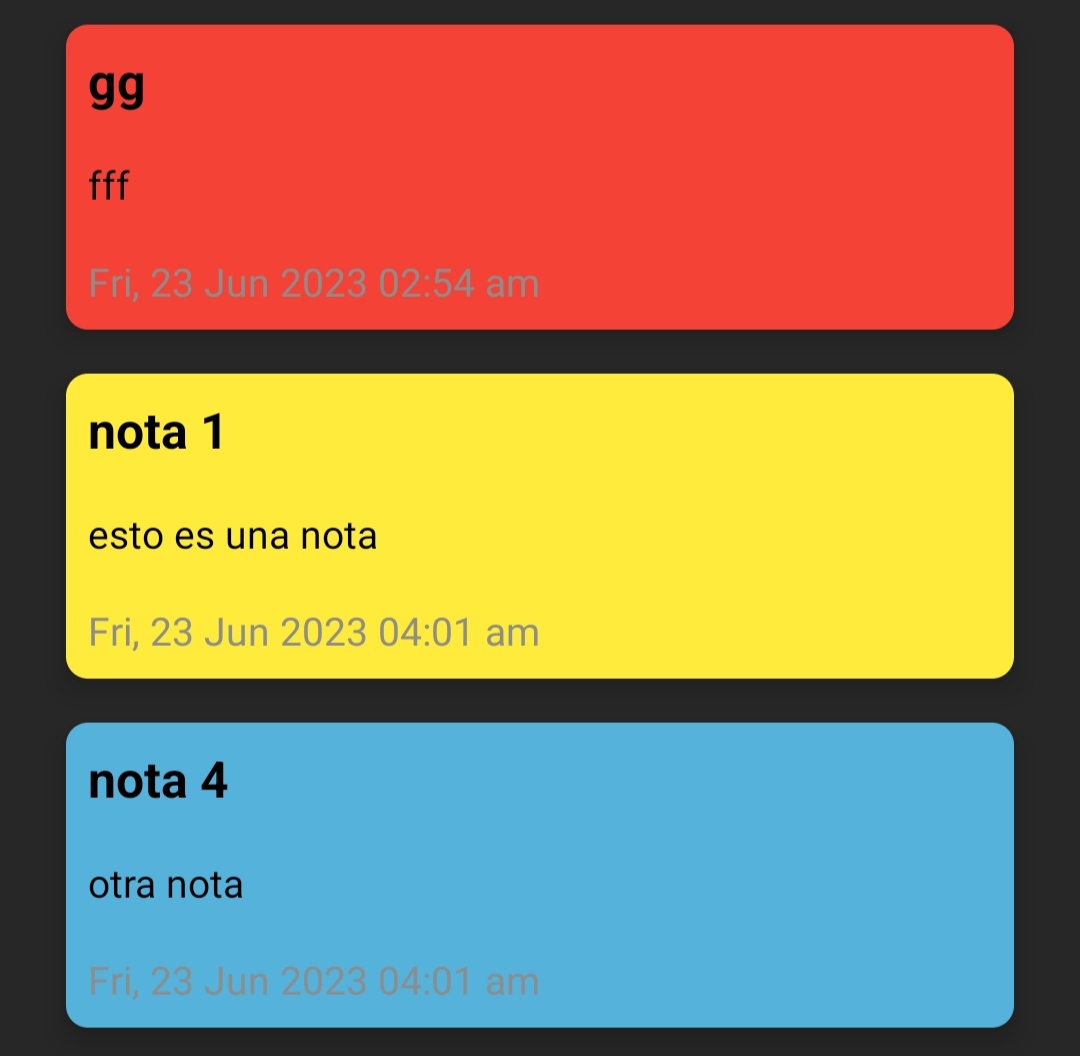 gg
fff
Fri, 23 Jun 2023 02:54 am
nota 1
esto es una nota
Fri, 23 Jun 2023 04:01 am
nota 4
otra nota
Fri, 23 Jun 2023 04:01 am